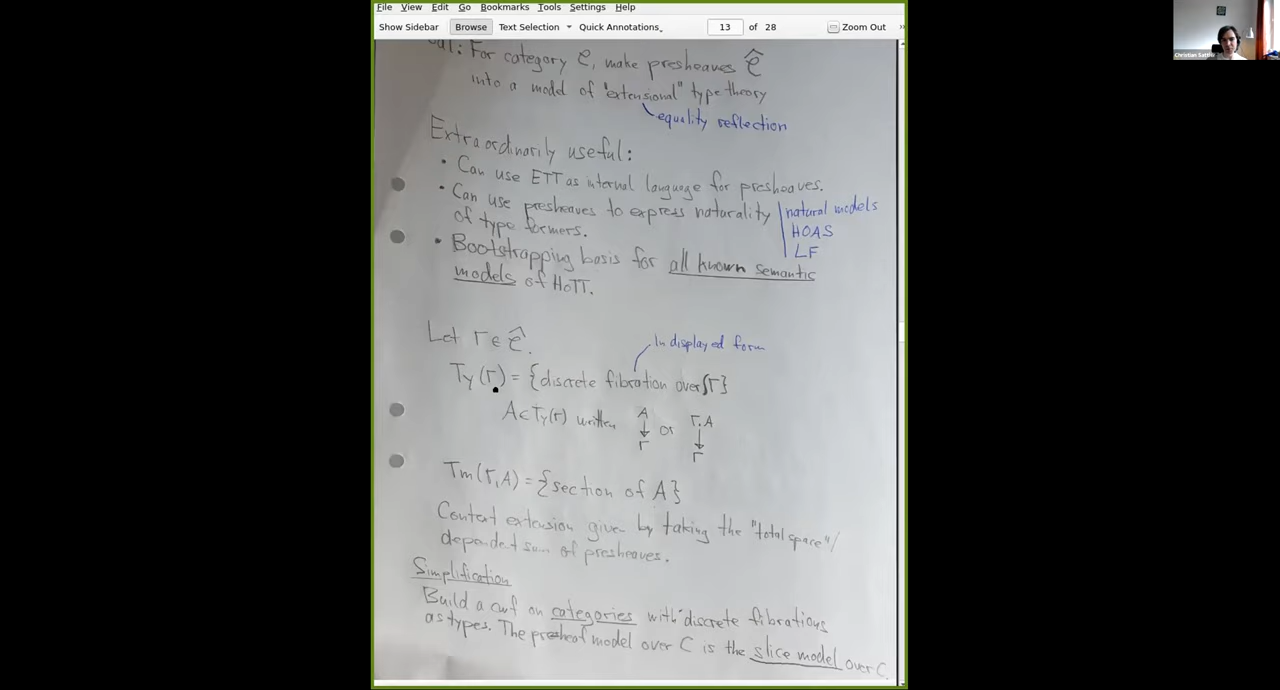 File View Edit Go Bookmarks Tools Settings Help
Show Sidebar Browse Text Selection Quick Annotations 13 of 28 Zoom Out »
Christian Sattler
al: For category C, make presheaves Ĉ
into a model of "extensional" type theory
equality reflection
Extraordinarily useful:
• Can use ETT as internal language for presheaves.
• Can use presheaves to express naturality
of type formers.
natural models
HOAS
LF
• Bootstrapping basis for all known semantic
models of HoTT.
Let Γ ∈ Ĉ.
In displayed form
Ty(Γ) = {discrete fibration over ∫Γ}
A ∈ Ty(Γ) written A ↓ Γ or Γ.A ↓ Γ
Tm(Γ,A) = {section of A}
Context extension given by taking the "total space"/
dependent sum of presheaves.
Simplification
Build a cwf on categories with discrete fibrations
as types. The presheaf model over C is the slice model over C